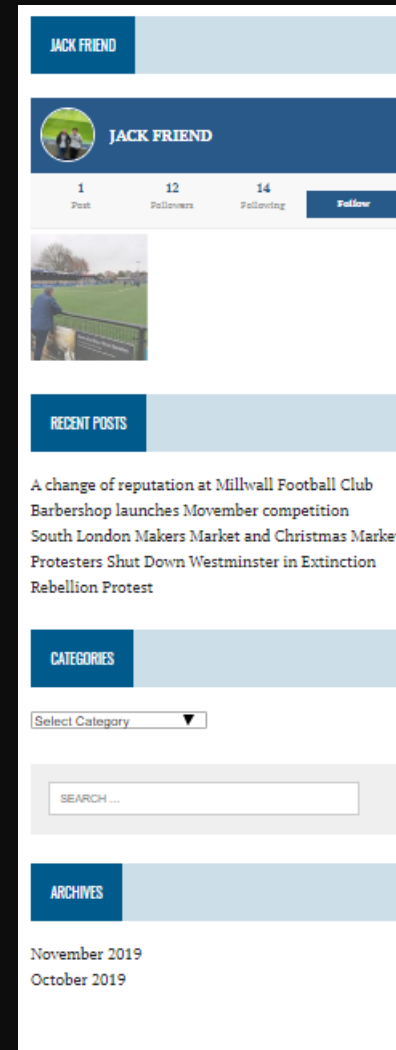 JACK FRIEND
JACK FRIEND
1 12 14
Post Followers Following Follow
RECENT POSTS
A change of reputation at Millwall Football Club
Barbershop launches Movember competition
South London Makers Market and Christmas Marke
Protesters Shut Down Westminster in Extinction
Rebellion Protest
CATEGORIES
Select Category
SEARCH ...
ARCHIVES
November 2019
October 2019